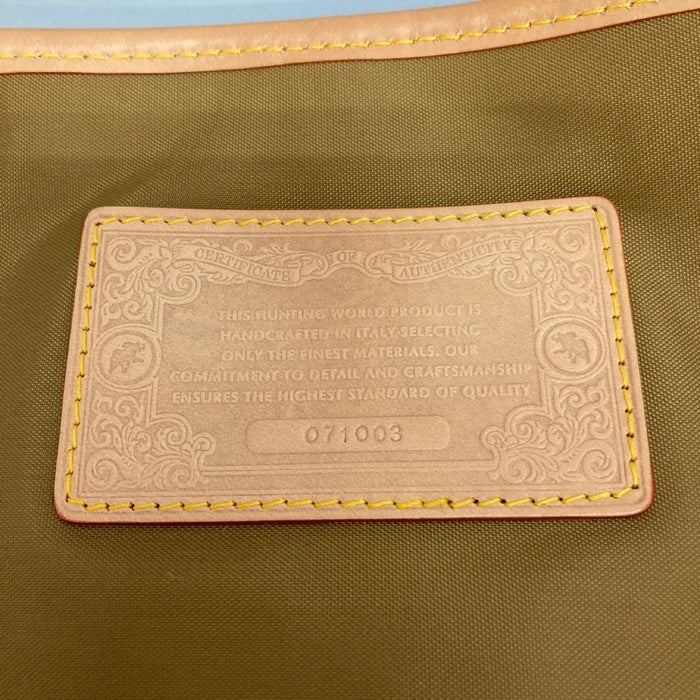 CERTIFICATE OF AUTHENTICITY
THIS HUNTING WORLD PRODUCT IS
HANDCRAFTED IN ITALY SELECTING
ONLY THE FINEST MATERIALS. OUR
COMMITMENT TO DETAIL AND CRAFTSMANSHIP
ENSURES THE HIGHEST STANDARD OF QUALITY
071003